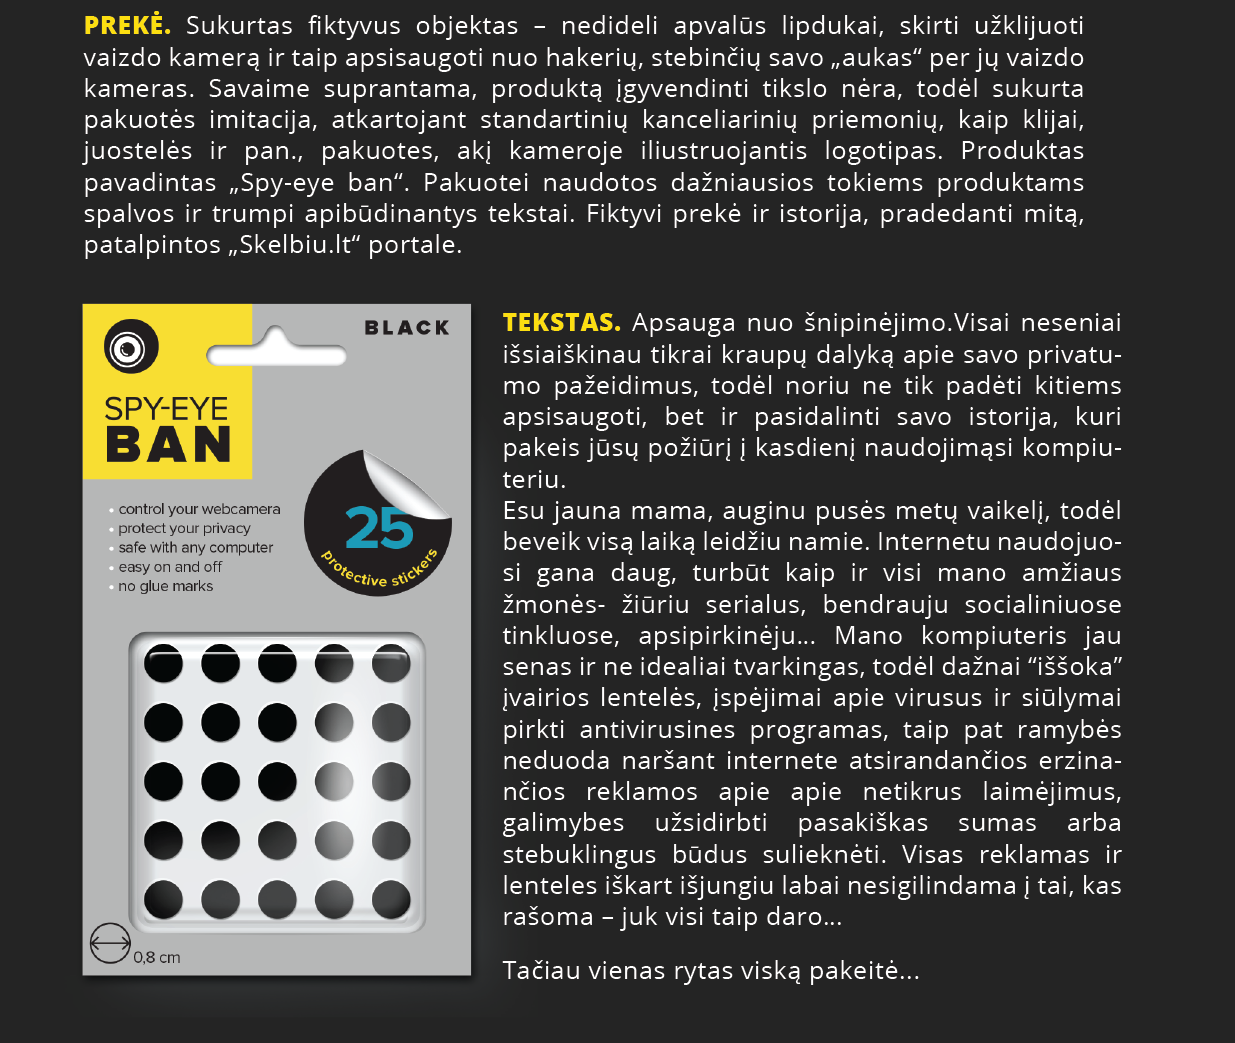 PREKĖ. Sukurtas fiktyvus objektas – nedideli apvalūs lipdukai, skirti užklijuoti
vaizdo kamerą ir taip apsisaugoti nuo hakerių, stebinčių savo „aukas“ per jų vaizdo
kameras. Savaime suprantama, produktą įgyvendinti tikslo nėra, todėl sukurta
pakuotės imitacija, atkartojant standartinių kanceliarinių priemonių, kaip klijai,
juostelės ir pan., pakuotes, akį kameroje iliustruojantis logotipas. Produktas
pavadintas „Spy-eye ban“. Pakuotei naudotos dažniausios tokiems produktams
spalvos ir trumpi apibūdinantys tekstai. Fiktyvi prekė ir istorija, pradedanti mitą,
patalpintos „Skelbiu.lt“ portale.
BLACK
SPY-EYE
BAN
• control your webcamera
• protect your privacy
• safe with any computer
• easy on and off
• no glue marks
25
protective stickers
0,8 cm
TEKSTAS. Apsauga nuo šnipinėjimo.Visai neseniai
išsiaiškinau tikrai kraupų dalyką apie savo privatu-
mo pažeidimus, todėl noriu ne tik padėti kitiems
apsisaugoti, bet ir pasidalinti savo istorija, kuri
pakeis jūsų požiūrį į kasdienį naudojimąsi kompiu-
teriu.
Esu jauna mama, auginu pusės metų vaikelį, todėl
beveik visą laiką leidžiu namie. Internetu naudojuo-
si gana daug, turbūt kaip ir visi mano amžiaus
žmonės- žiūriu serialus, bendrauju socialiniuose
tinkluose, apsipirkinėju... Mano kompiuteris jau
senas ir ne idealiai tvarkingas, todėl dažnai “iššoka”
įvairios lentelės, įspėjimai apie virusus ir siūlymai
pirkti antivirusines programas, taip pat ramybės
neduoda naršant internete atsirandančios erzina-
nčios reklamos apie apie netikrus laimėjimus,
galimybes užsidirbti pasakiškas sumas arba
stebuklingus būdus sulieknėti. Visas reklamas ir
lenteles iškart išjungiu labai nesigilindama į tai, kas
rašoma – juk visi taip daro...
Tačiau vienas rytas viską pakeitė...